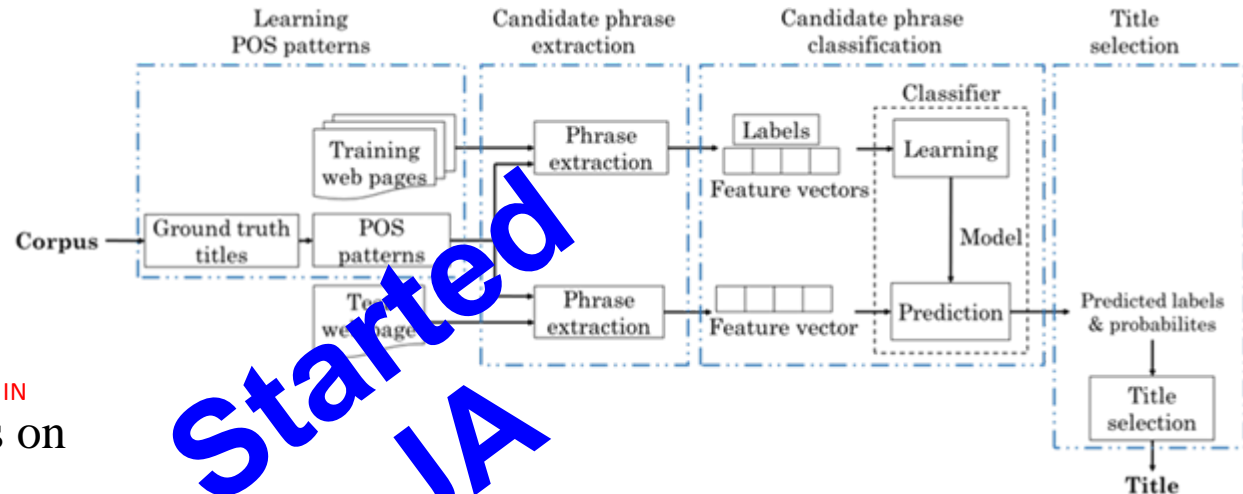 Learning
POS patterns
Candidate phrase
extraction
Candidate phrase
classification
Title
selection
Training
web pages
Phrase
extraction
Labels
Feature vectors
Classifier
Learning
Corpus
Ground truth
titles
POS
patterns
Model
web page
Phrase
extraction
Feature vector
Prediction
Predicted labels
& probabilites
Title
selection
Title
Started
IN
s on